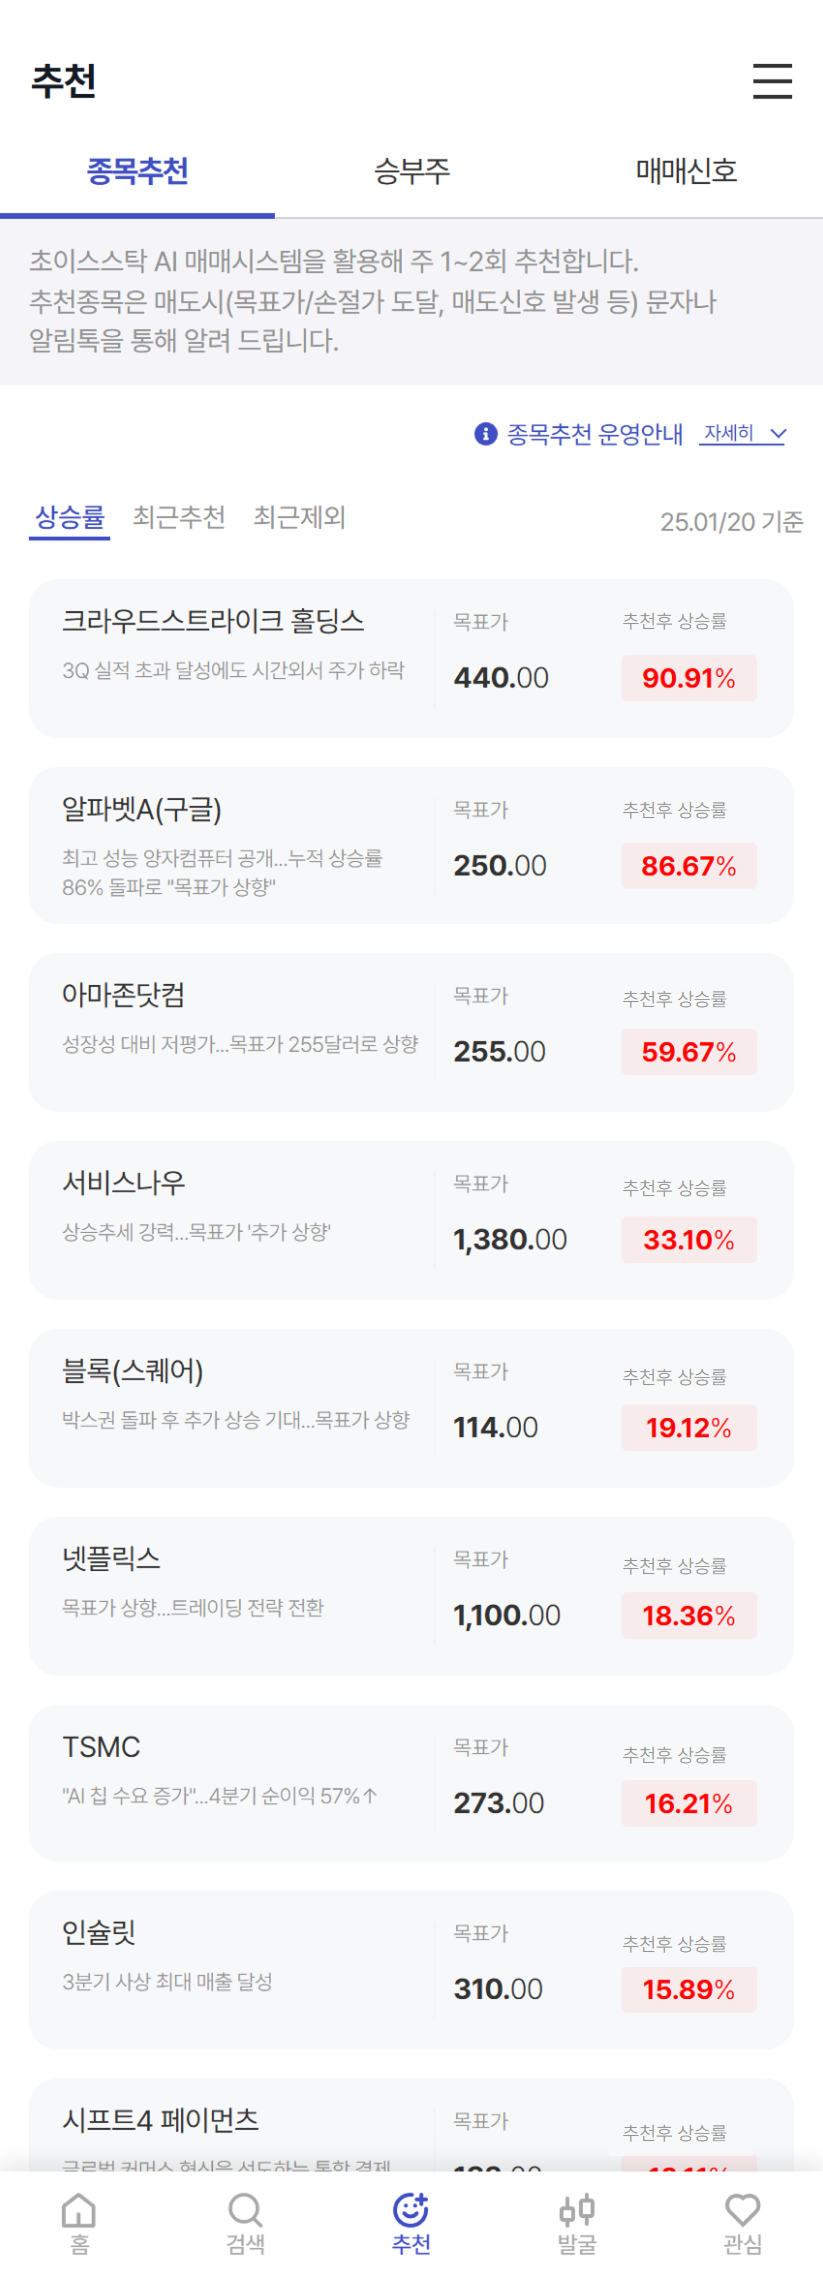 추천
종목추천 승부주 매매신호
초이스스탁 AI 매매시스템을 활용해 주 1~2회 추천합니다.
추천종목은 매도시(목표가/손절가 도달, 매도신호 발생 등) 문자나
알림톡을 통해 알려 드립니다.
종목추천 운영안내 자세히
상승률 최근추천 최근제외 25.01/20 기준
크라우드스트라이크 홀딩스 목표가 추천후 상승률
3Q 실적 초과 달성에도 시간외서 주가 하락 440.00 90.91%
알파벳A(구글) 목표가 추천후 상승률
최고 성능 양자컴퓨터 공개...누적 상승률 250.00 86.67%
86% 돌파로 "목표가 상향"
아마존닷컴 목표가 추천후 상승률
성장성 대비 저평가...목표가 255달러로 상향 255.00 59.67%
서비스나우 목표가 추천후 상승률
상승추세 강력...목표가 '추가 상향' 1,380.00 33.10%
블록(스퀘어) 목표가 추천후 상승률
박스권 돌파 후 추가 상승 기대...목표가 상향 114.00 19.12%
넷플릭스 목표가 추천후 상승률
목표가 상향...트레이딩 전략 전환 1,100.00 18.36%
TSMC 목표가 추천후 상승률
"AI 칩 수요 증가"...4분기 순이익 57%↑ 273.00 16.21%
인슐릿 목표가 추천후 상승률
3분기 사상 최대 매출 달성 310.00 15.89%
시프트4 페이먼츠 목표가 추천후 상승률
글로벌 커머스 혁신을 선도하는 통합 결제
홈 검색 추천 발굴 관심